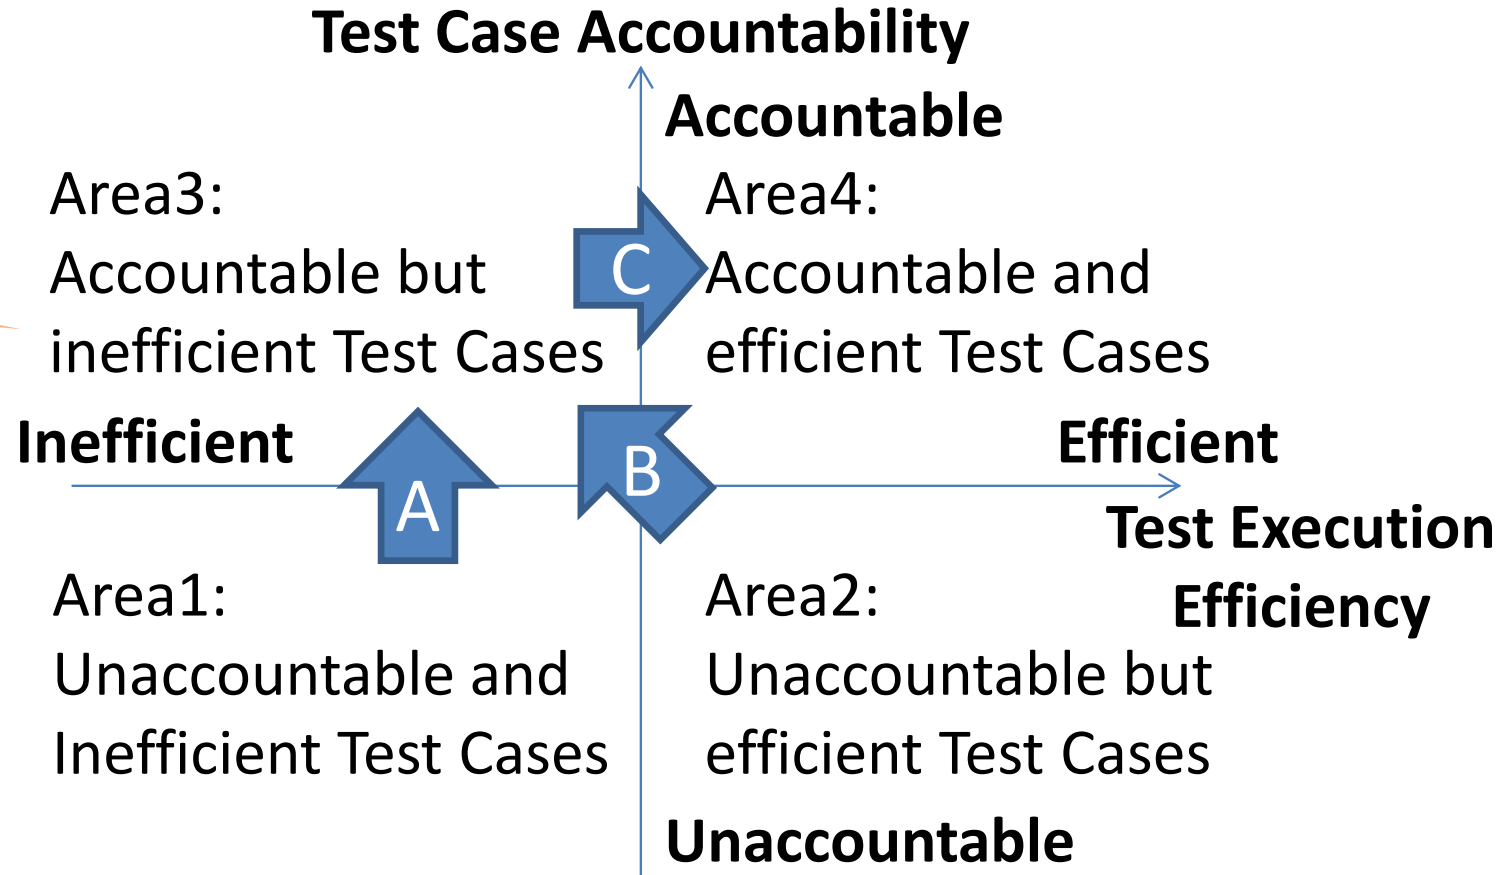 Test Case Accountability
Accountable
Area3:
Accountable but
inefficient Test Cases
Area4:
Accountable and
efficient Test Cases
C
Inefficient
Efficient
A
B
Test Execution
Efficiency
Area1:
Unaccountable and
Inefficient Test Cases
Area2:
Unaccountable but
efficient Test Cases
Unaccountable